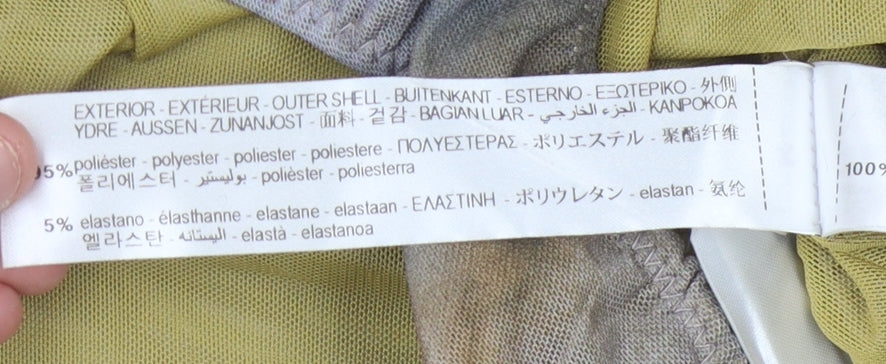 EXTERIOR - EXTÉRIEUR - OUTER SHELL - BUITENKANT - ESTERNO - ΕΞΩΤΕΡΙΚΟ - 外側
YDRE - AUSSEN - ZUNANJOST - 面料 - 겉감 - BAGIAN LUAR - الجزء الخارجي - KANPOKOA
95% poliéster - polyester - poliester - poliestere - ΠΟΛΥΕΣΤΕΡΑΣ - ポリエステル - 聚酯纤维
폴리에스터 - بوليستير - polièster - poliesterra
5% elastano - élasthanne - elastane - elastaan - ΕΛΑΣΤΙΝΗ - ポリウレタン - elastan - 氨纶
엘라스탄 - اليستانه - elastà - elastanoa
100%